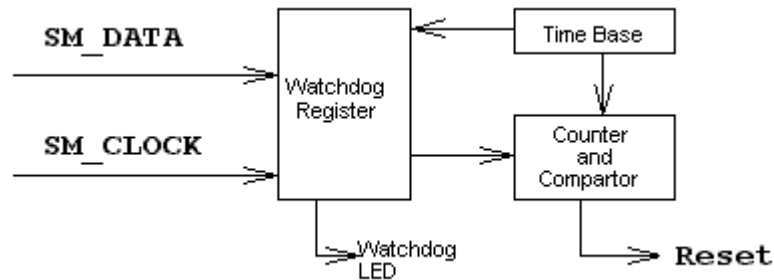 SM_DATA
Time Base
Watchdog
Register
SM_CLOCK
Counter
and
Compartor
Watchdog
LED
Reset